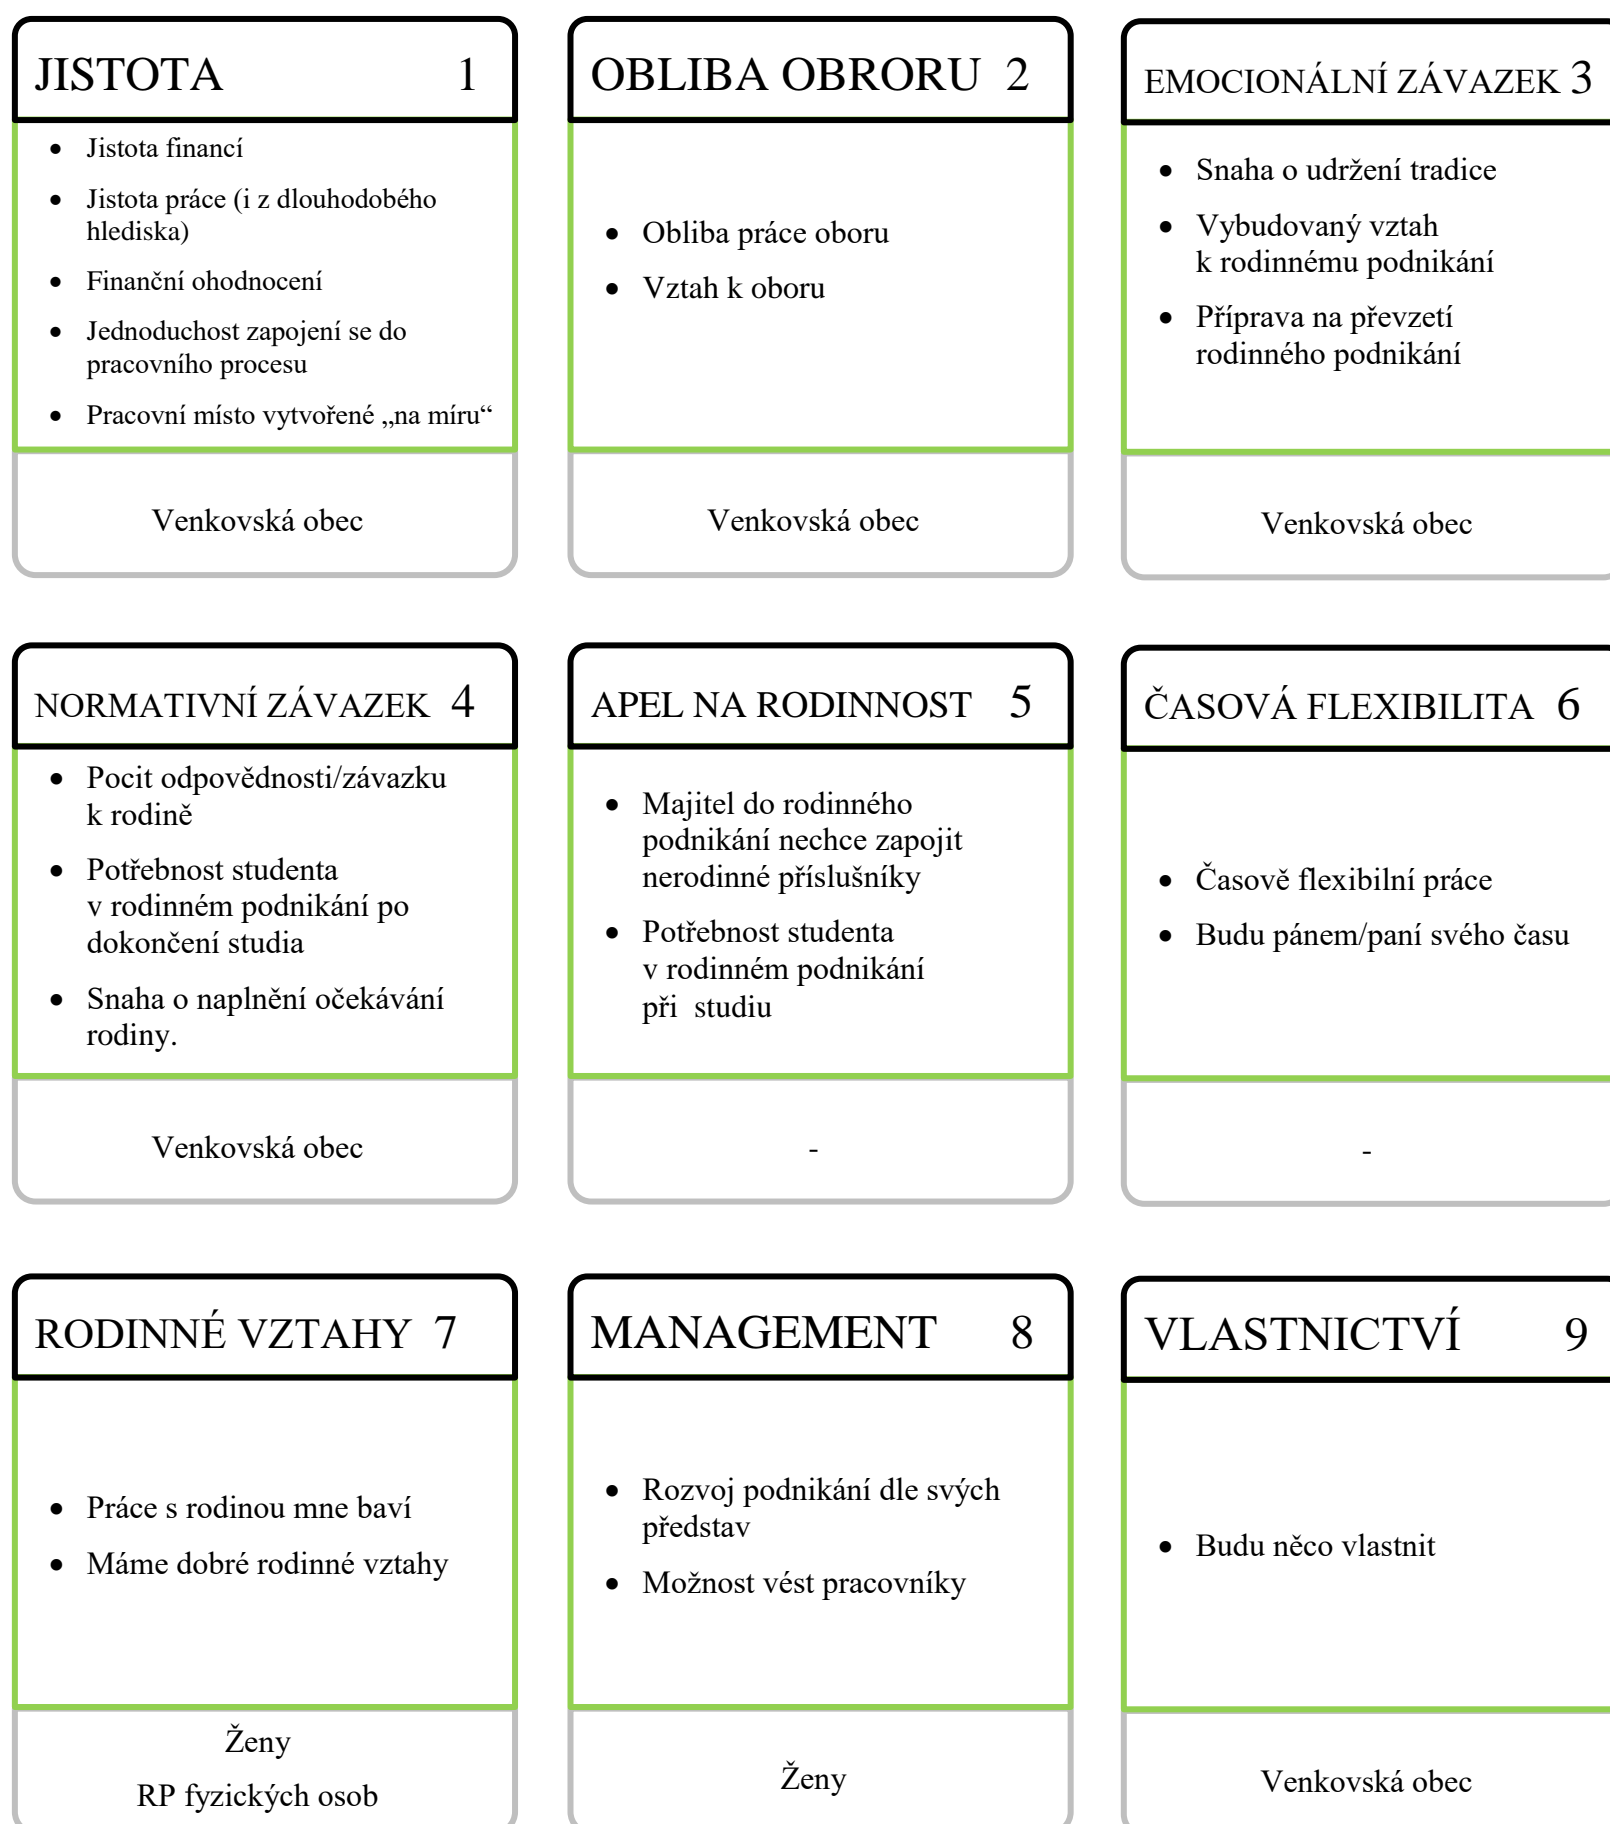 JISTOTA 1
• Jistota financí
• Jistota práce (i z dlouhodobého
hlediska)
• Finanční ohodnocení
• Jednoduchost zapojení se do
pracovního procesu
• Pracovní místo vytvořené „na míru“
Venkovská obec
OBLIBA OBRORU 2
• Obliba práce oboru
• Vztah k oboru
Venkovská obec
EMOCIONÁLNÍ ZÁVAZEK 3
• Snaha o udržení tradice
• Vybudovaný vztah
k rodinnému podnikání
• Příprava na převzetí
rodinného podnikání
Venkovská obec
NORMATIVNÍ ZÁVAZEK 4
• Pocit odpovědnosti/závazku
k rodině
• Potřebnost studenta
v rodinném podnikání po
dokončení studia
• Snaha o naplnění očekávání
rodiny.
Venkovská obec
APEL NA RODINNOST 5
• Majitel do rodinného
podnikání nechce zapojit
nerodinné příslušníky
• Potřebnost studenta
v rodinném podnikání
při studiu
-
ČASOVÁ FLEXIBILITA 6
• Časově flexibilní práce
• Budu pánem/paní svého času
-
RODINNÉ VZTAHY 7
• Práce s rodinou mne baví
• Máme dobré rodinné vztahy
Ženy
RP fyzických osob
MANAGEMENT 8
• Rozvoj podnikání dle svých
představ
• Možnost vést pracovníky
Ženy
VLASTNICTVÍ 9
• Budu něco vlastnit
Venkovská obec